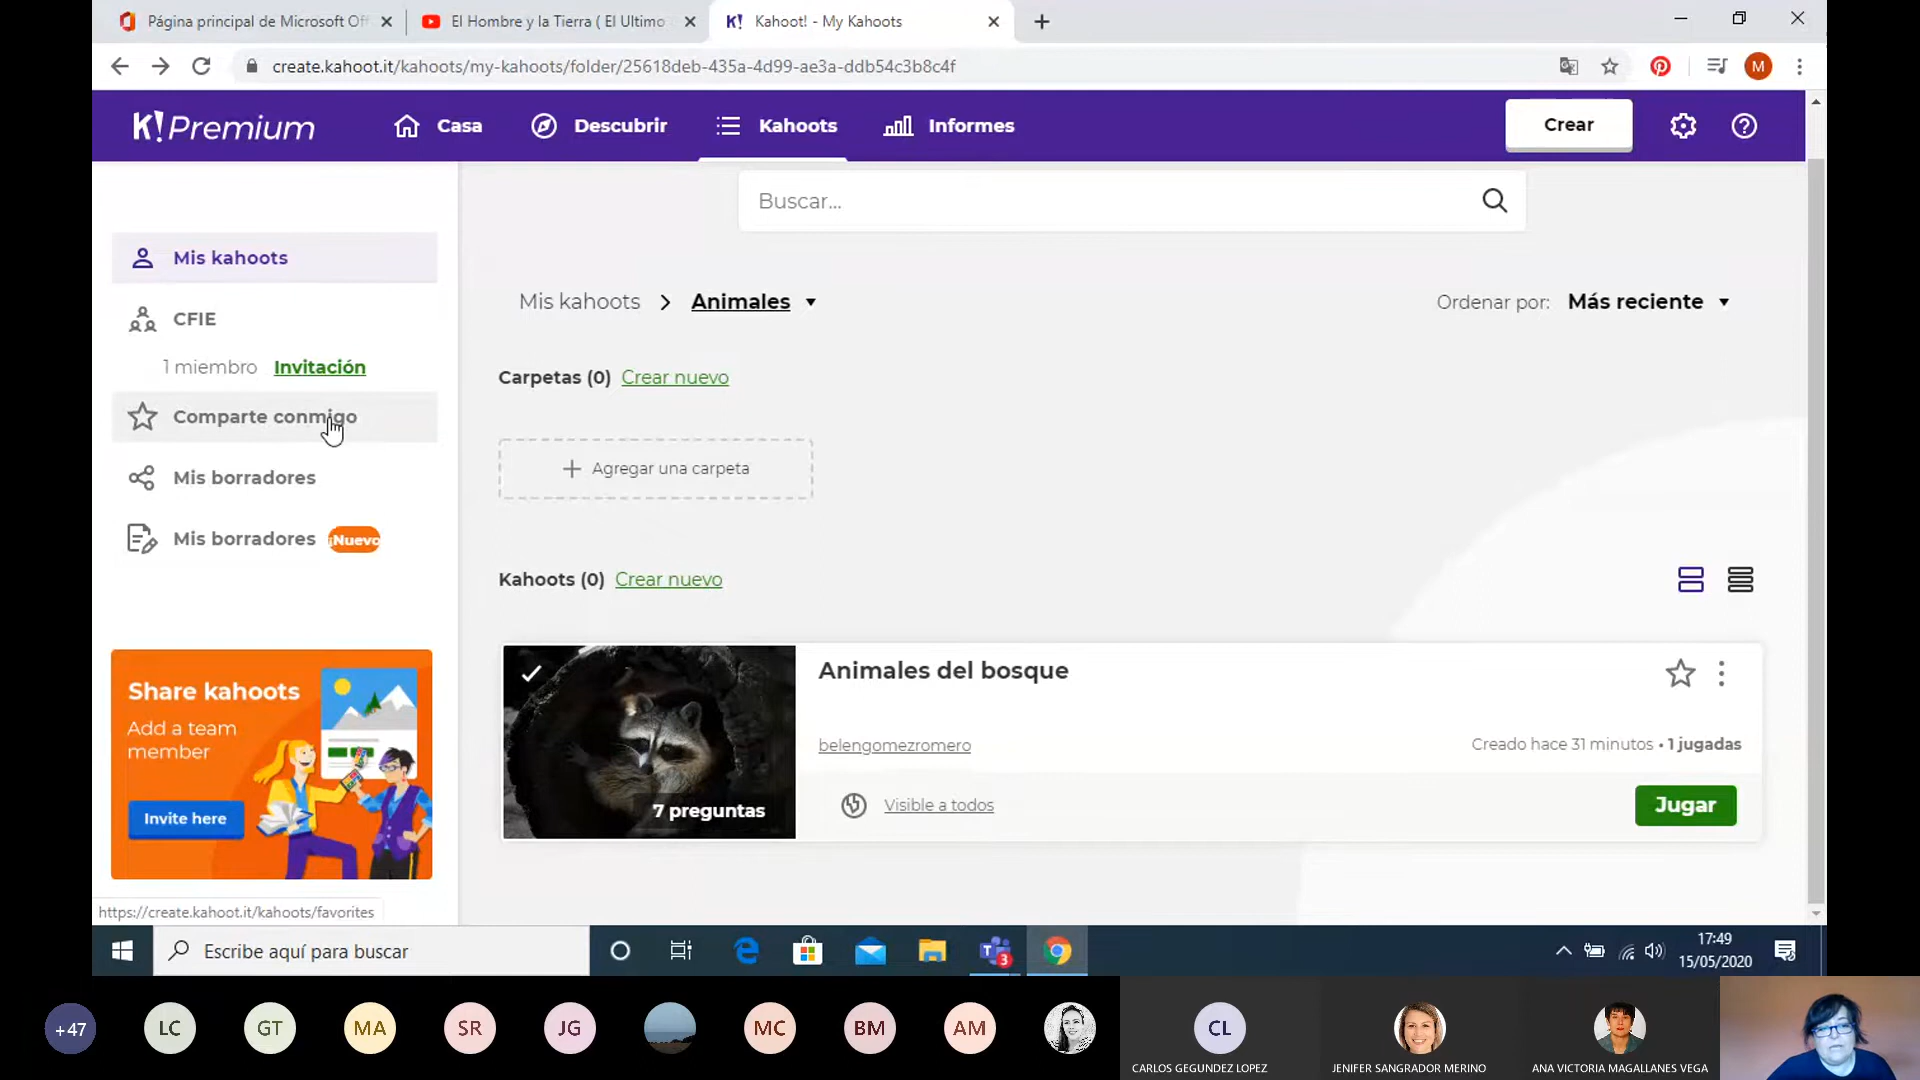 Página principal de Microsoft Off
El Hombre y la Tierra ( El Ultimo
K! Kahoot! - My Kahoots
create.kahoot.it/kahoots/my-kahoots/folder/25618deb-435a-4d99-ae3a-ddb54c3b8c4f
M
K! Premium
Casa
Descubrir
Kahoots
Informes
Crear
Buscar...
Mis kahoots
CFIE
1 miembro Invitación
Comparte conmigo
Mis borradores
Mis borradores ¡Nuevo
Mis kahoots > Animales
Ordenar por: Más reciente
Carpetas (0) Crear nuevo
+ Agregar una carpeta
Kahoots (0) Crear nuevo
Animales del bosque
belengomezromero
Creado hace 31 minutos • 1 jugadas
7 preguntas
Visible a todos
Jugar
Share kahoots
Add a team
member
Invite here
https://create.kahoot.it/kahoots/favorites
Escribe aquí para buscar
3
17:49
15/05/2020
+47
LC
GT
MA
SR
JG
MC
BM
AM
CL
CARLOS GEGUNDEZ LOPEZ
JENIFER SANGRADOR MERINO
ANA VICTORIA MAGALLANES VEGA